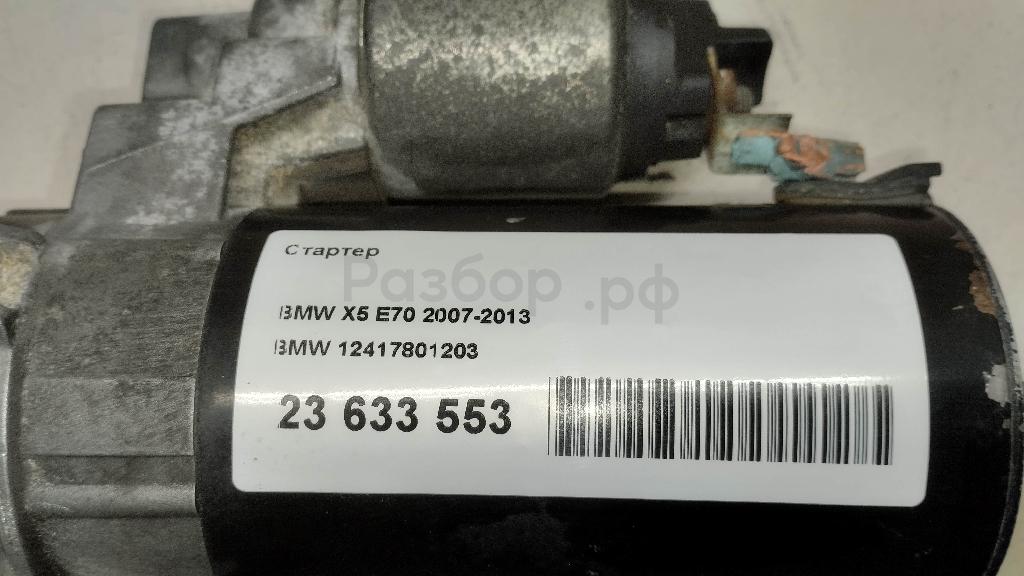 Стартер
Разбор.рф
BMW X5 E70 2007-2013
BMW 12417801203
23 633 553